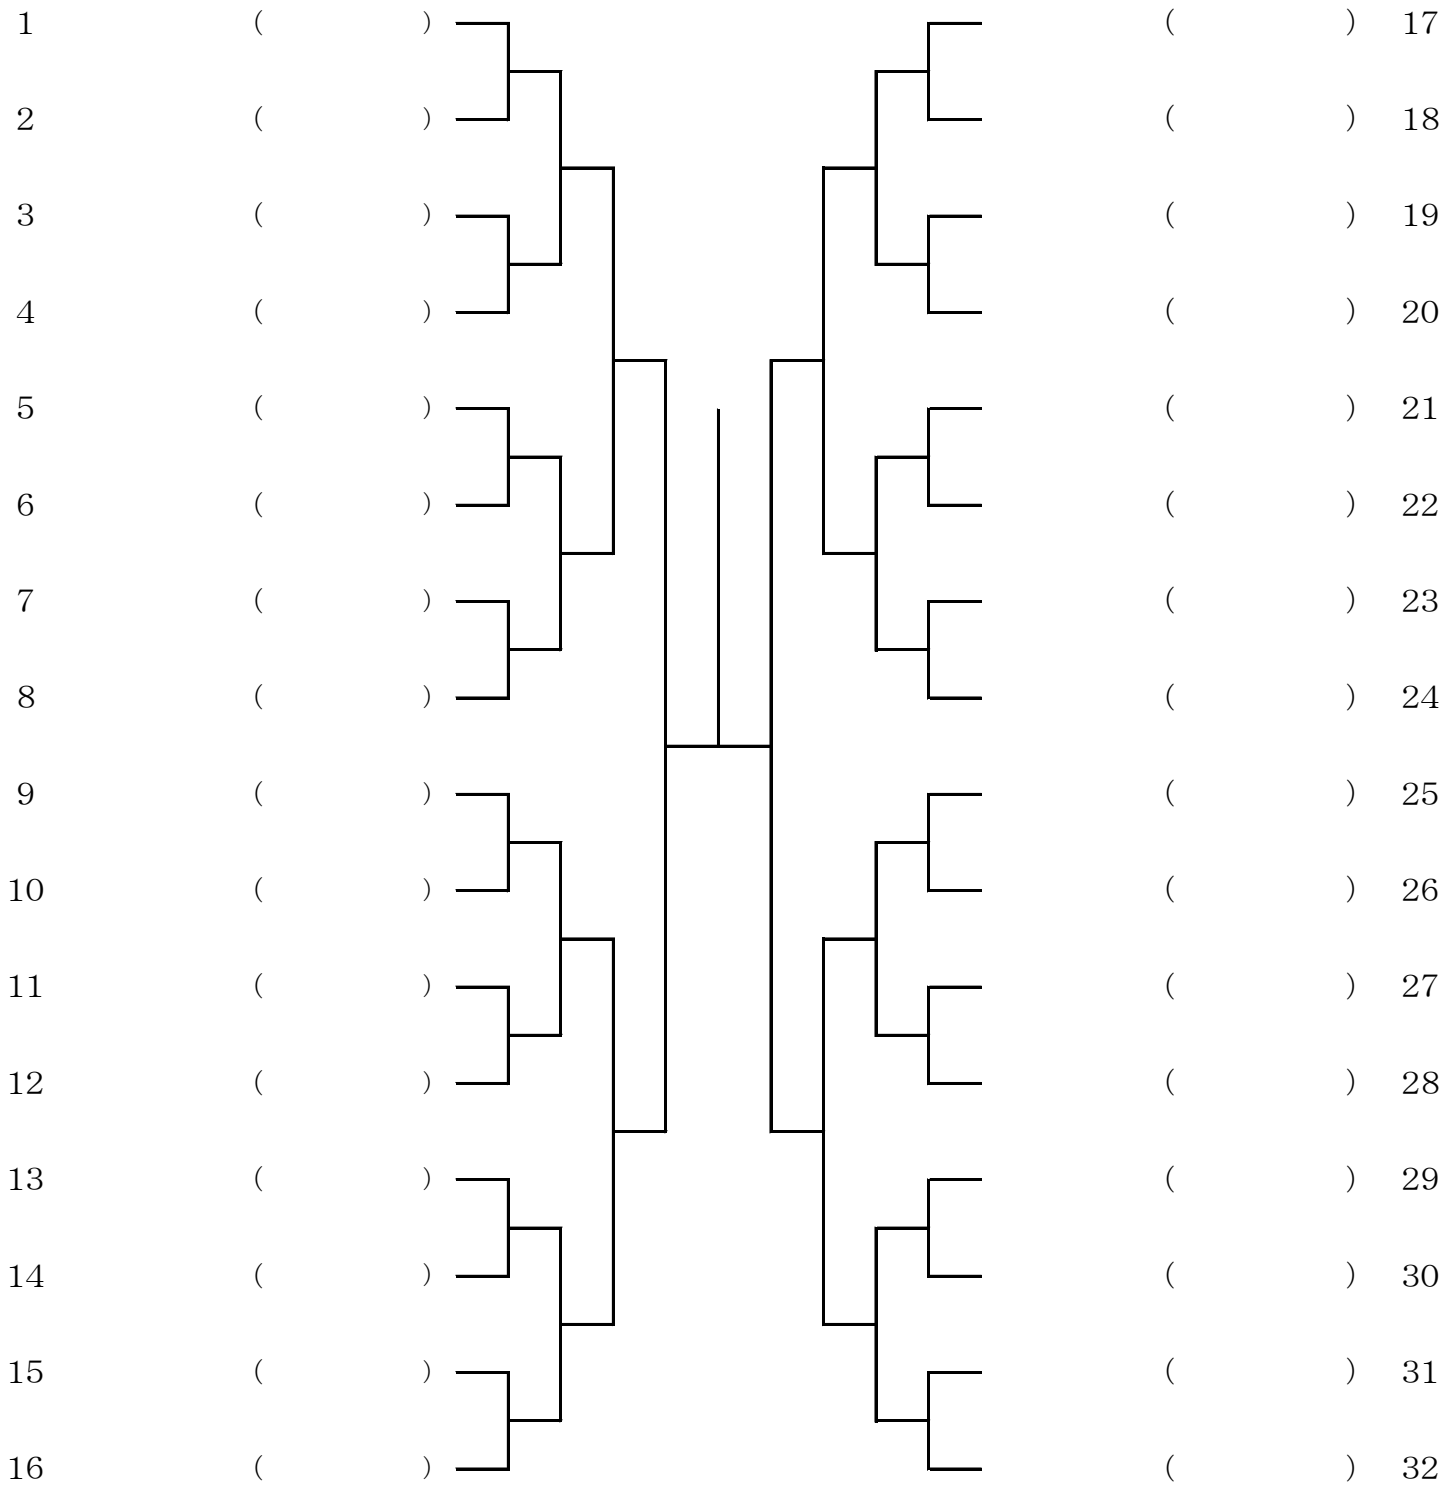 1 ( ) ( ) 17
2 ( ) ( ) 18
3 ( ) ( ) 19
4 ( ) ( ) 20
5 ( ) ( ) 21
6 ( ) ( ) 22
7 ( ) ( ) 23
8 ( ) ( ) 24
9 ( ) ( ) 25
10 ( ) ( ) 26
11 ( ) ( ) 27
12 ( ) ( ) 28
13 ( ) ( ) 29
14 ( ) ( ) 30
15 ( ) ( ) 31
16 ( ) ( ) 32